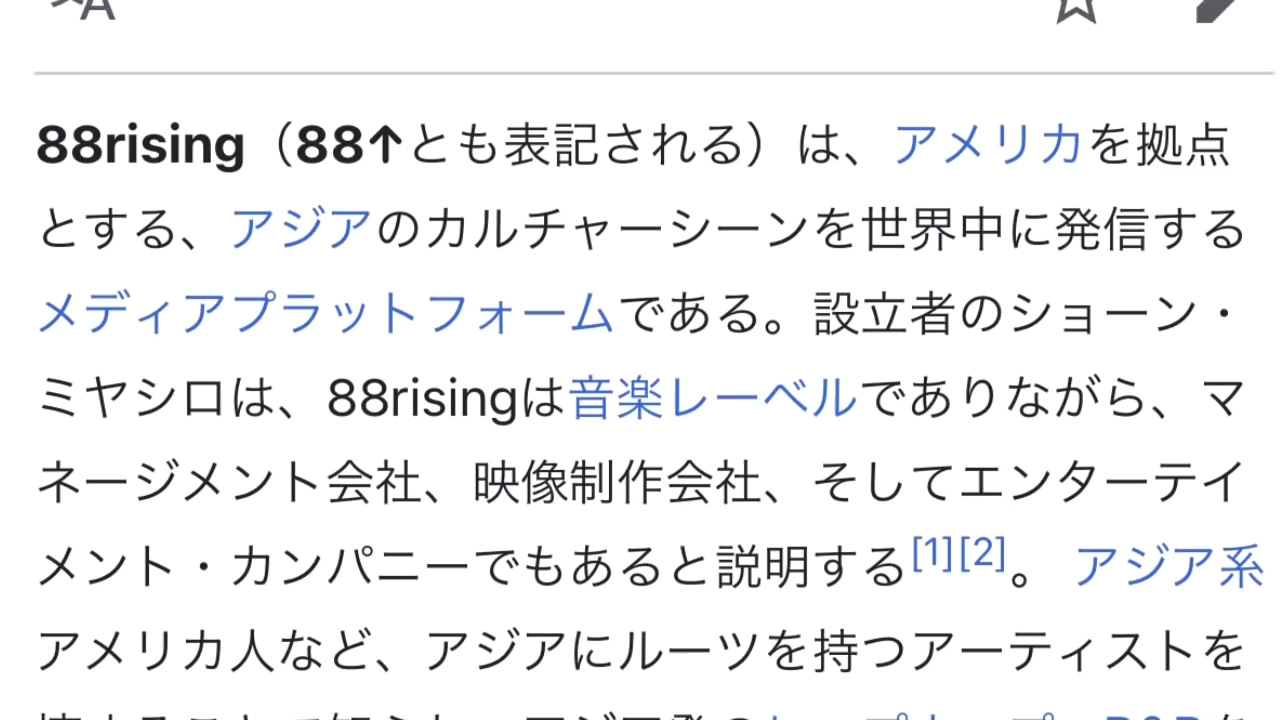 88rising（88↑とも表記される）は、アメリカを拠点
とする、アジアのカルチャーシーンを世界中に発信する
メディアプラットフォームである。設立者のショーン・
ミヤシロは、88risingは音楽レーベルでありながら、マ
ネージメント会社、映像制作会社、そしてエンターテイ
メント・カンパニーでもあると説明する[1][2]。 アジア系
アメリカ人など、アジアにルーツを持つアーティストを